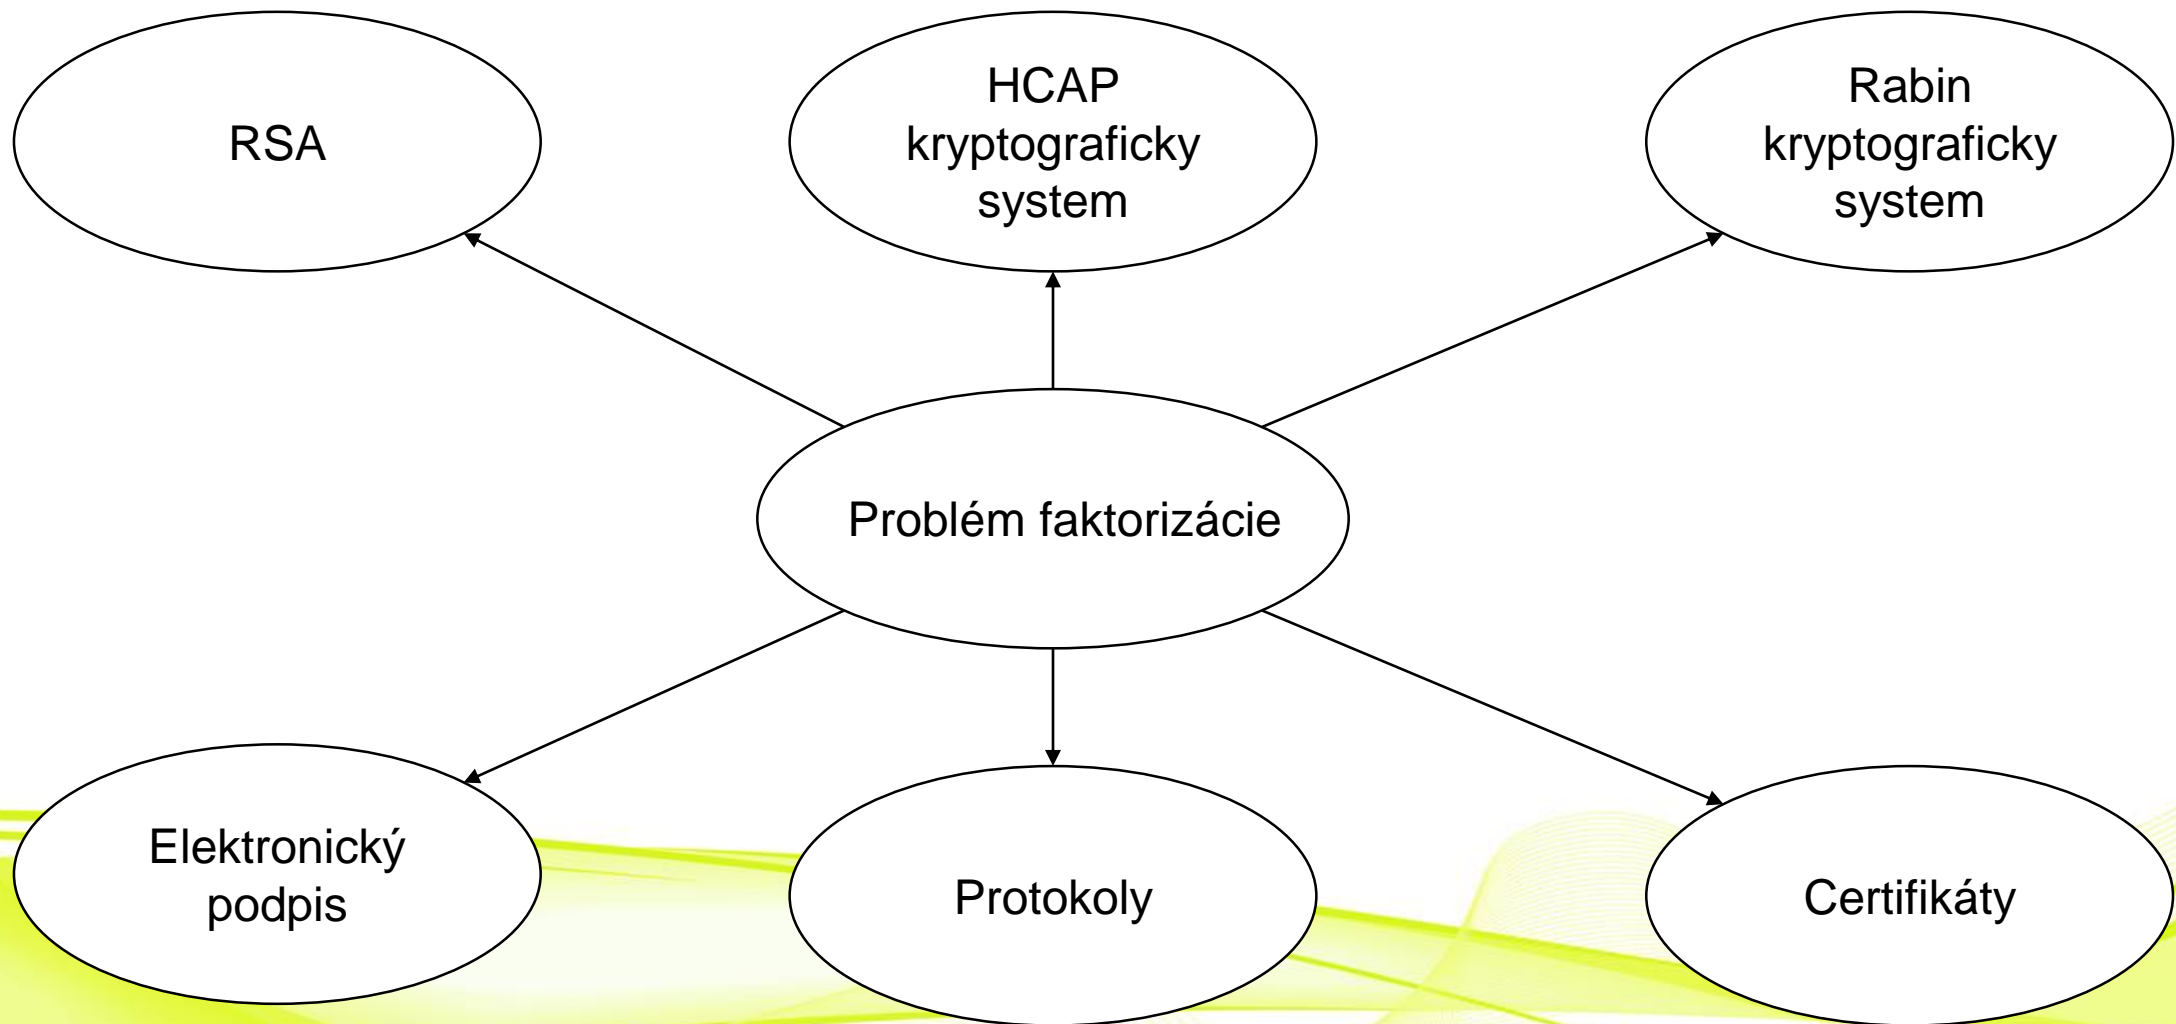 RSA
HCAP
kryptograficky
system
Rabin
kryptograficky
system
Problém faktorizácie
Elektronický
podpis
Protokoly
Certifikáty